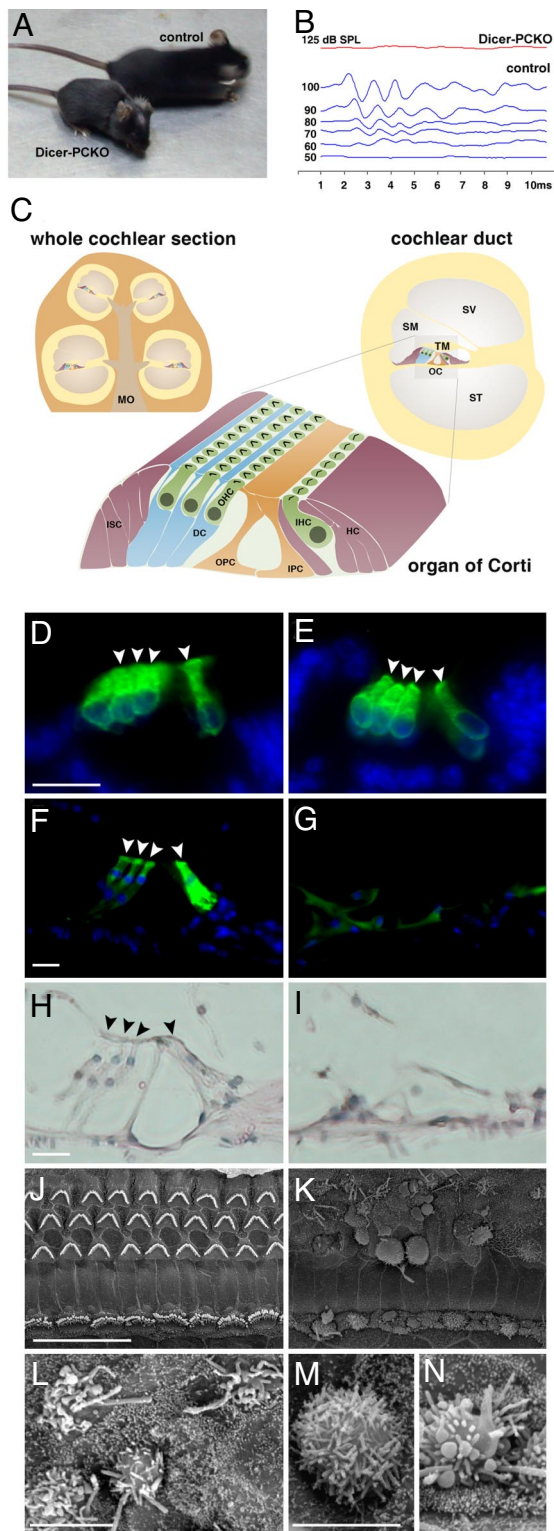 A
control
Dicer-PCKO
B
125 dB SPL
Dicer-PCKO
control
100
90
80
70
60
50
1 2 3 4 5 6 7 8 9 10ms
C
whole cochlear section
cochlear duct
MO
SV
SM
TM
OC
ST
ISC
DC
OHC
OPC
IPC
IHC
HC
organ of Corti
D
E
F
G
H
I
J
K
L
M
N